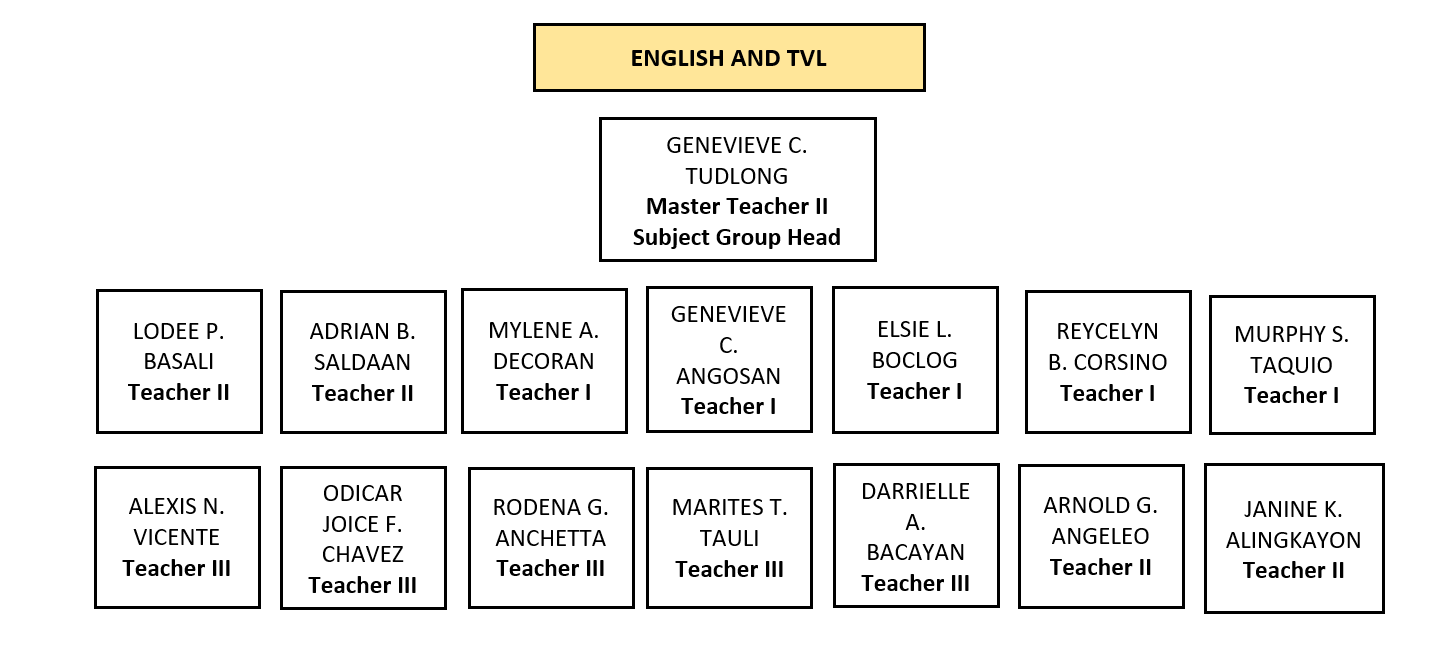 ENGLISH AND TVL
GENEVIEVE C.
TUDLONG
Master Teacher II
Subject Group Head
LODEE P.
BASALI
Teacher II
ADRIAN B.
SALDAAN
Teacher II
MYLENE A.
DECORAN
Teacher I
GENEVIEVE
C.
ANGOSAN
Teacher I
ELSIE L.
BOCLOG
Teacher I
REYCELYN
B. CORSINO
Teacher I
MURPHY S.
TAQUIO
Teacher I
ALEXIS N.
VICENTE
Teacher III
ODICAR
JOICE F.
CHAVEZ
Teacher III
RODENA G.
ANCHETTA
Teacher III
MARITES T.
TAULI
Teacher III
DARRIELLE
A.
BACAYAN
Teacher III
ARNOLD G.
ANGELEO
Teacher II
JANINE K.
ALINGKAYON
Teacher II